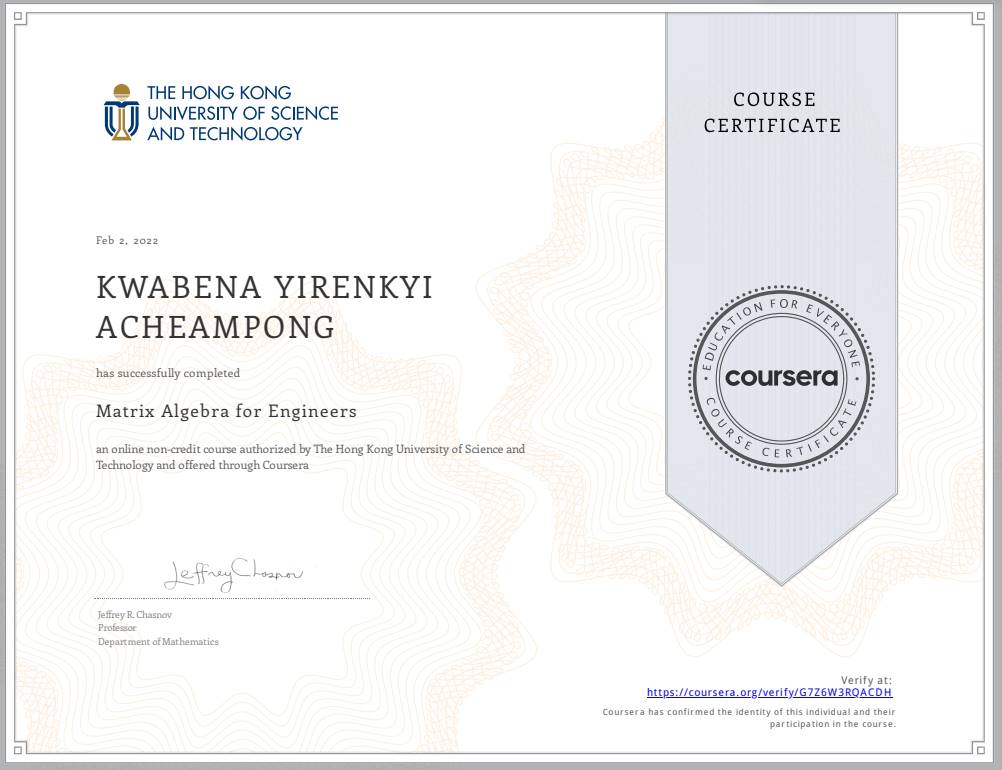 THE HONG KONG
UNIVERSITY OF SCIENCE
AND TECHNOLOGY
COURSE
CERTIFICATE
Feb 2, 2022
KWABENA YIRENKYI
ACHEAMPONG
has successfully completed
Matrix Algebra for Engineers
an online non-credit course authorized by The Hong Kong University of Science and
Technology and offered through Coursera
EDUCATION FOR EVERYONE
coursera
COURSE CERTIFICATE
Jeffrey Chasnov
Jeffrey R. Chasnov
Professor
Department of Mathematics
Verify at:
https://coursera.org/verify/G7Z6W3RQACDH
Coursera has confirmed the identity of this individual and their
participation in the course.